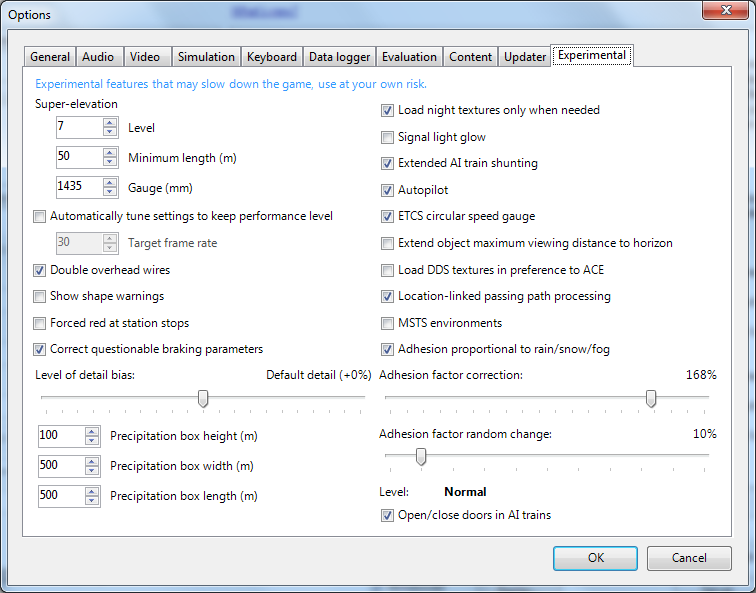 Options
General Audio Video Simulation Keyboard Data logger Evaluation Content Updater Experimental
Experimental features that may slow down the game, use at your own risk.
Super-elevation
7 Level
50 Minimum length (m)
1435 Gauge (mm)
Automatically tune settings to keep performance level
30 Target frame rate
Double overhead wires
Show shape warnings
Forced red at station stops
Correct questionable braking parameters
Level of detail bias: Default detail (+0%)
100 Precipitation box height (m)
500 Precipitation box width (m)
500 Precipitation box length (m)
Load night textures only when needed
Signal light glow
Extended AI train shunting
Autopilot
ETCS circular speed gauge
Extend object maximum viewing distance to horizon
Load DDS textures in preference to ACE
Location-linked passing path processing
MSTS environments
Adhesion proportional to rain/snow/fog
Adhesion factor correction: 168%
Adhesion factor random change: 10%
Level: Normal
Open/close doors in AI trains
OK Cancel